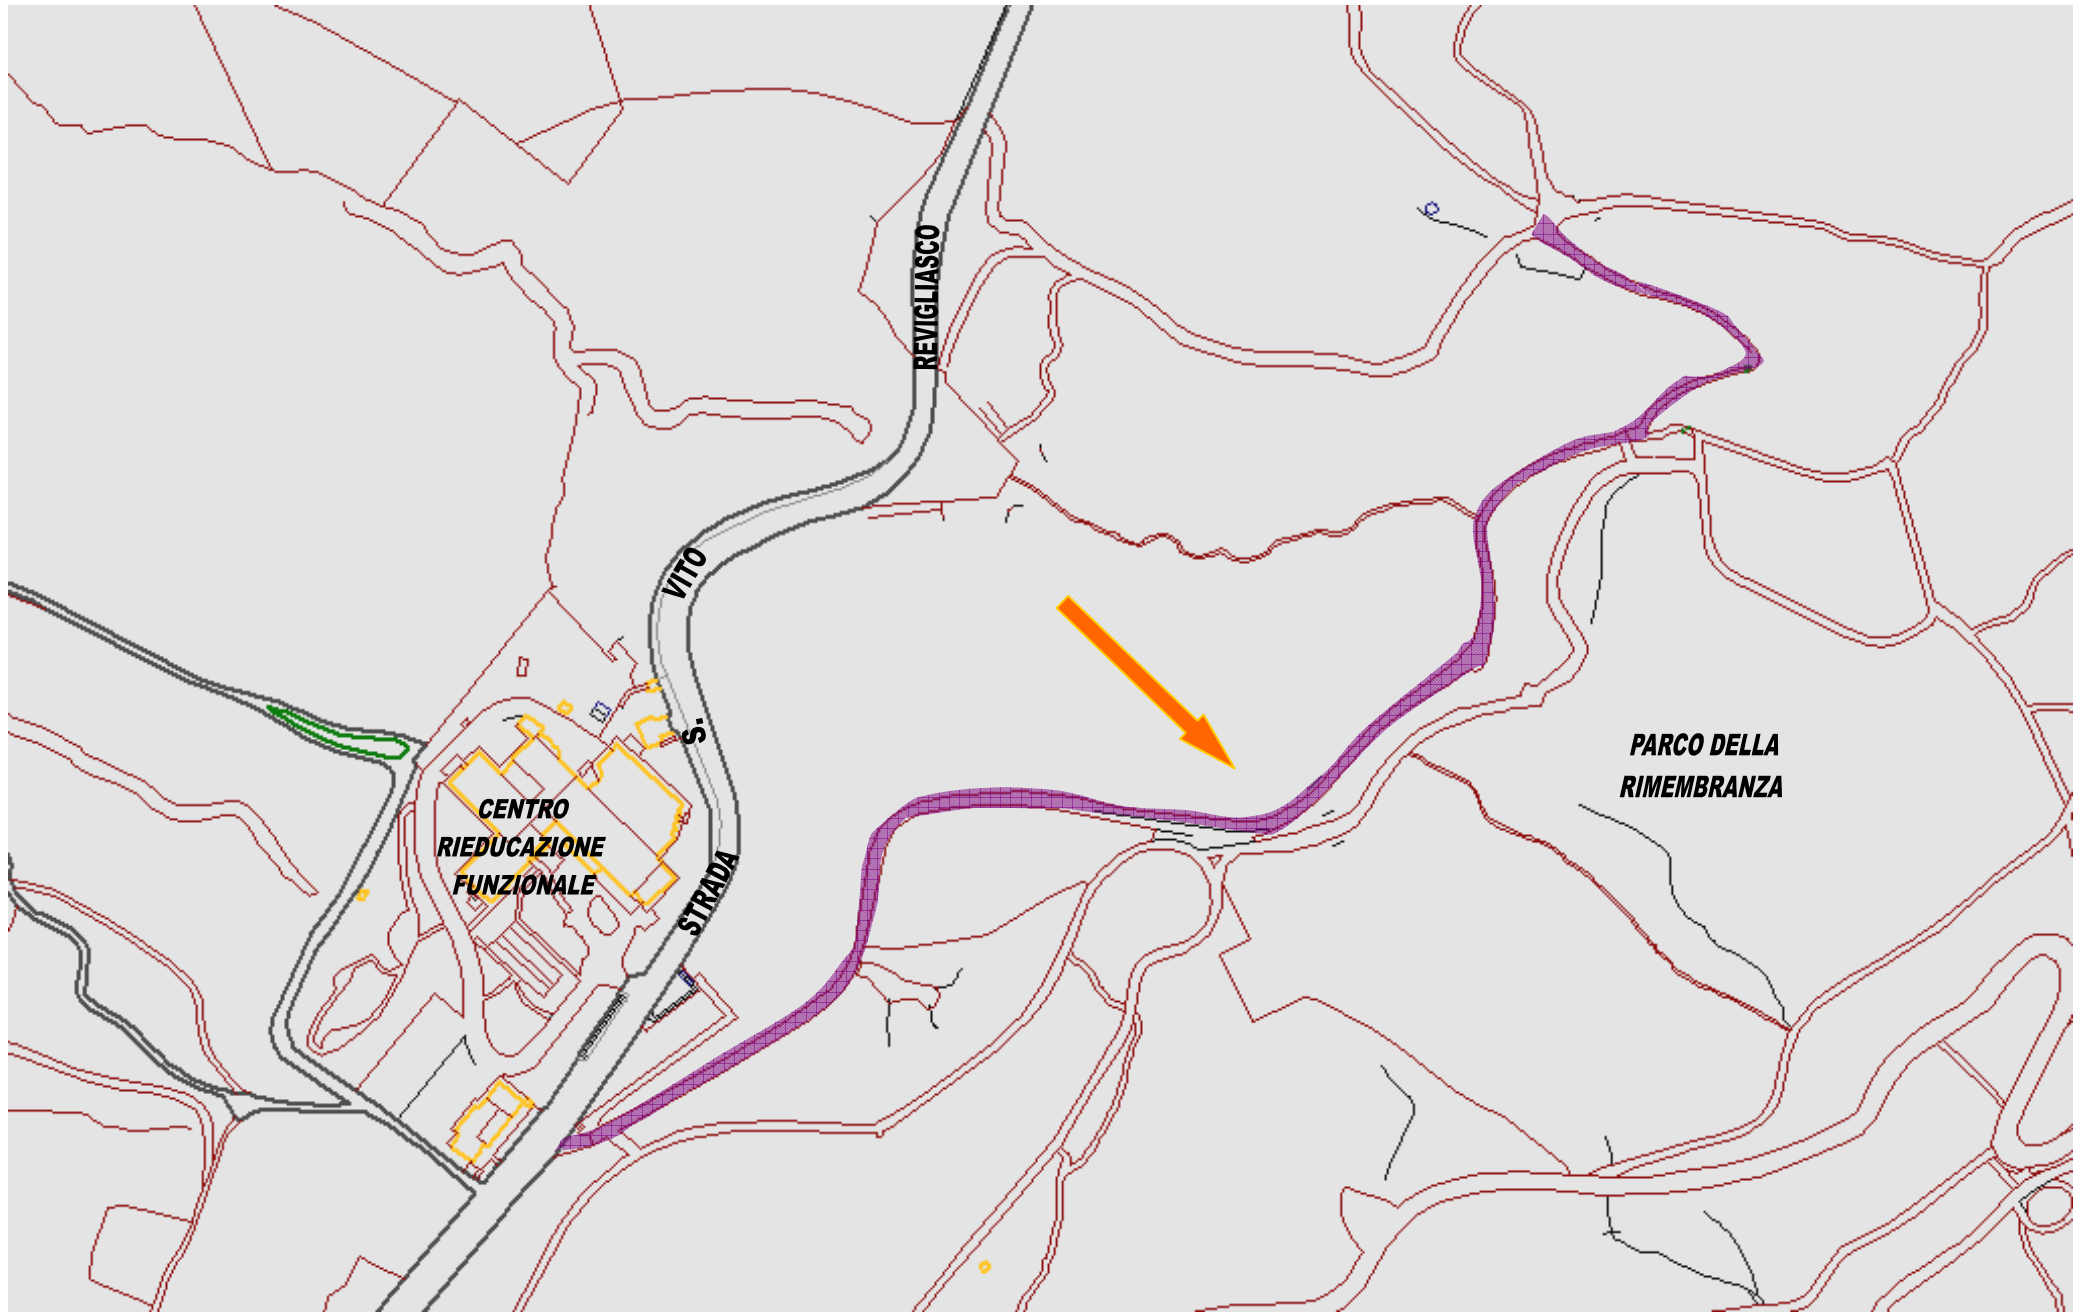 REVIGLIASCO
VITO
S.
STRADA
PARCO DELLA
RIMEMBRANZA
CENTRO
RIEDUCAZIONE
FUNZIONALE